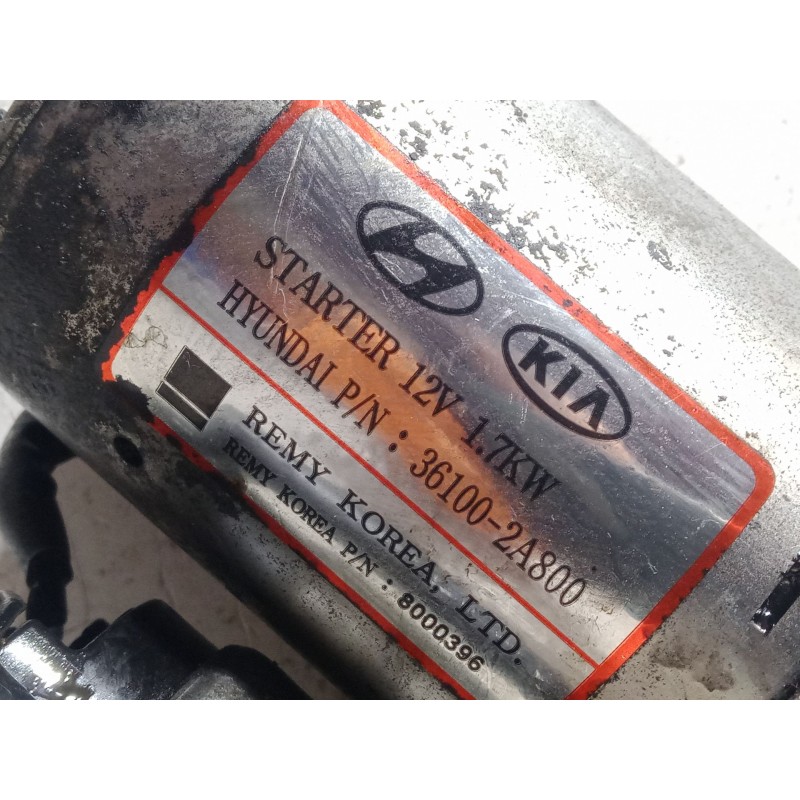 KIA
STARTER 12V 1.7KW
HYUNDAI P/N : 36100-2A800
REMY KOREA, LTD.
REMY KOREA P/N : 8000396